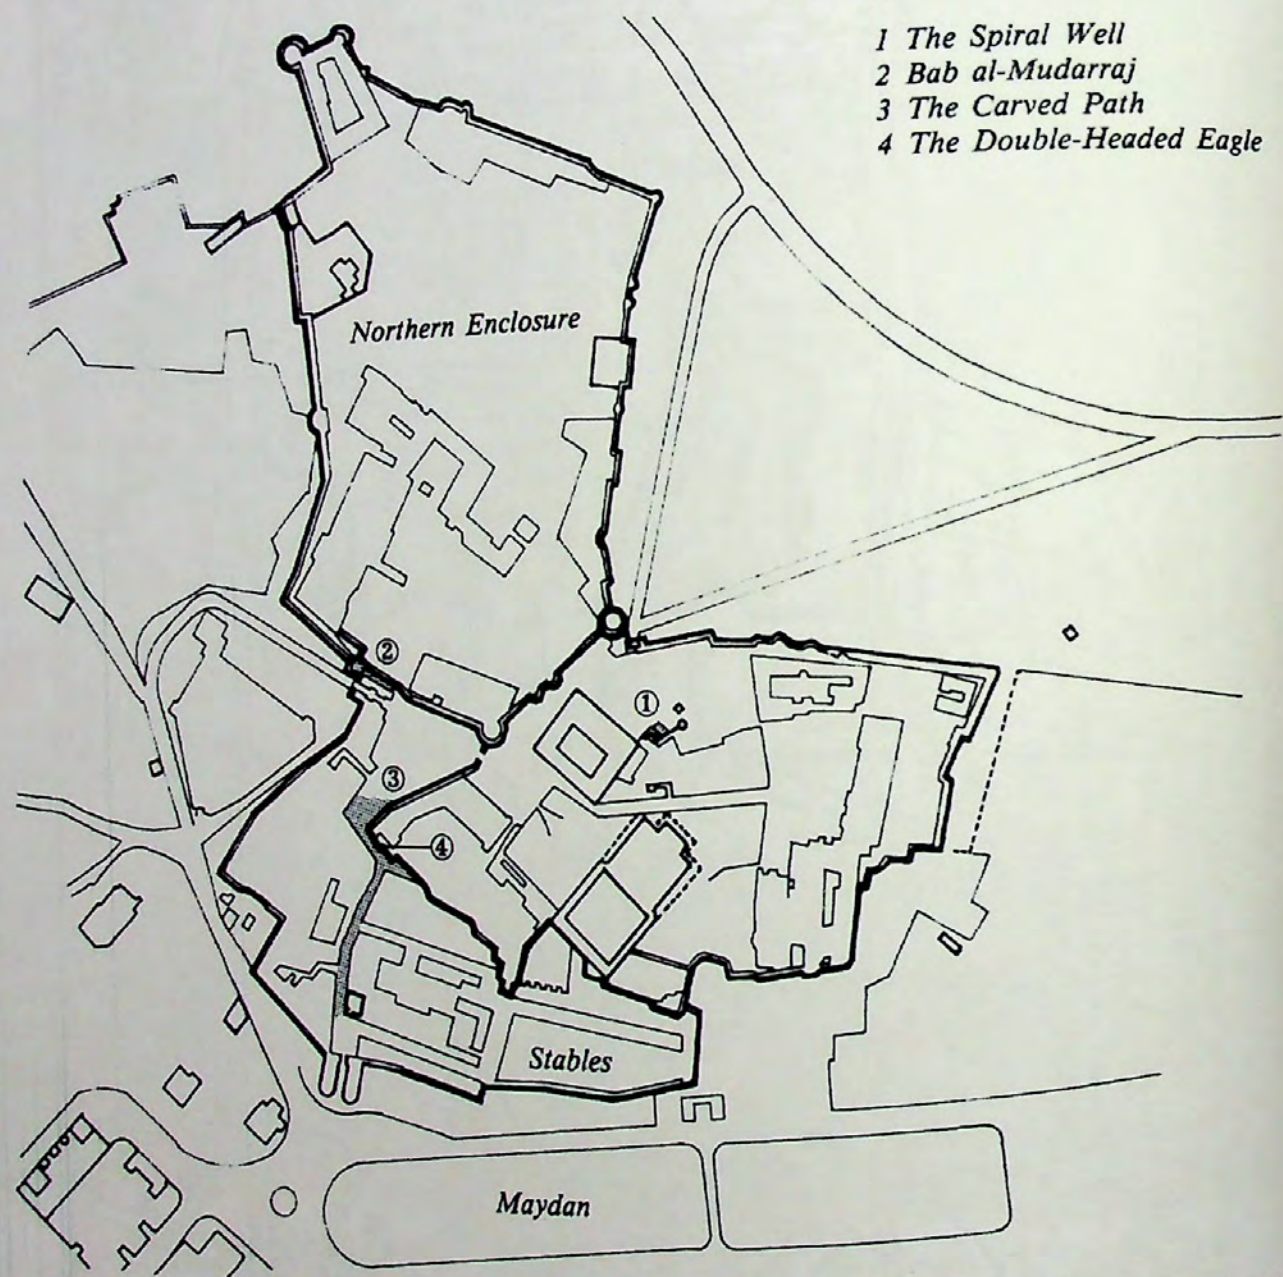 1 The Spiral Well
2 Bab al-Mudarraj
3 The Carved Path
4 The Double-Headed Eagle
Northern Enclosure
②
①
③
④
Stables
Maydan